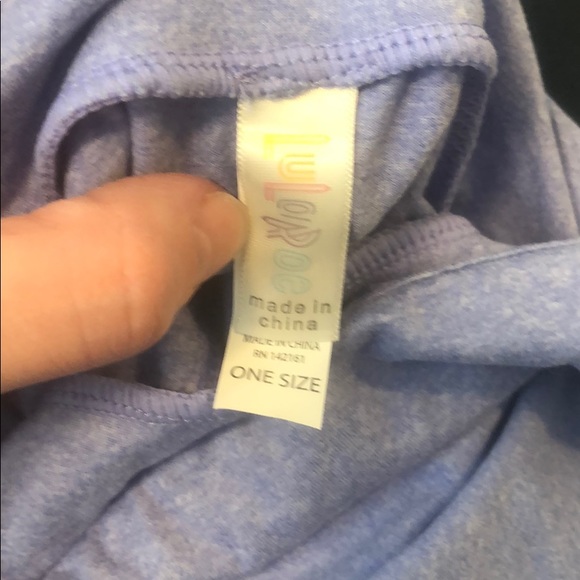 LuLaRoe
made in
china
MADE IN CHINA
RN 142161
ONE SIZE